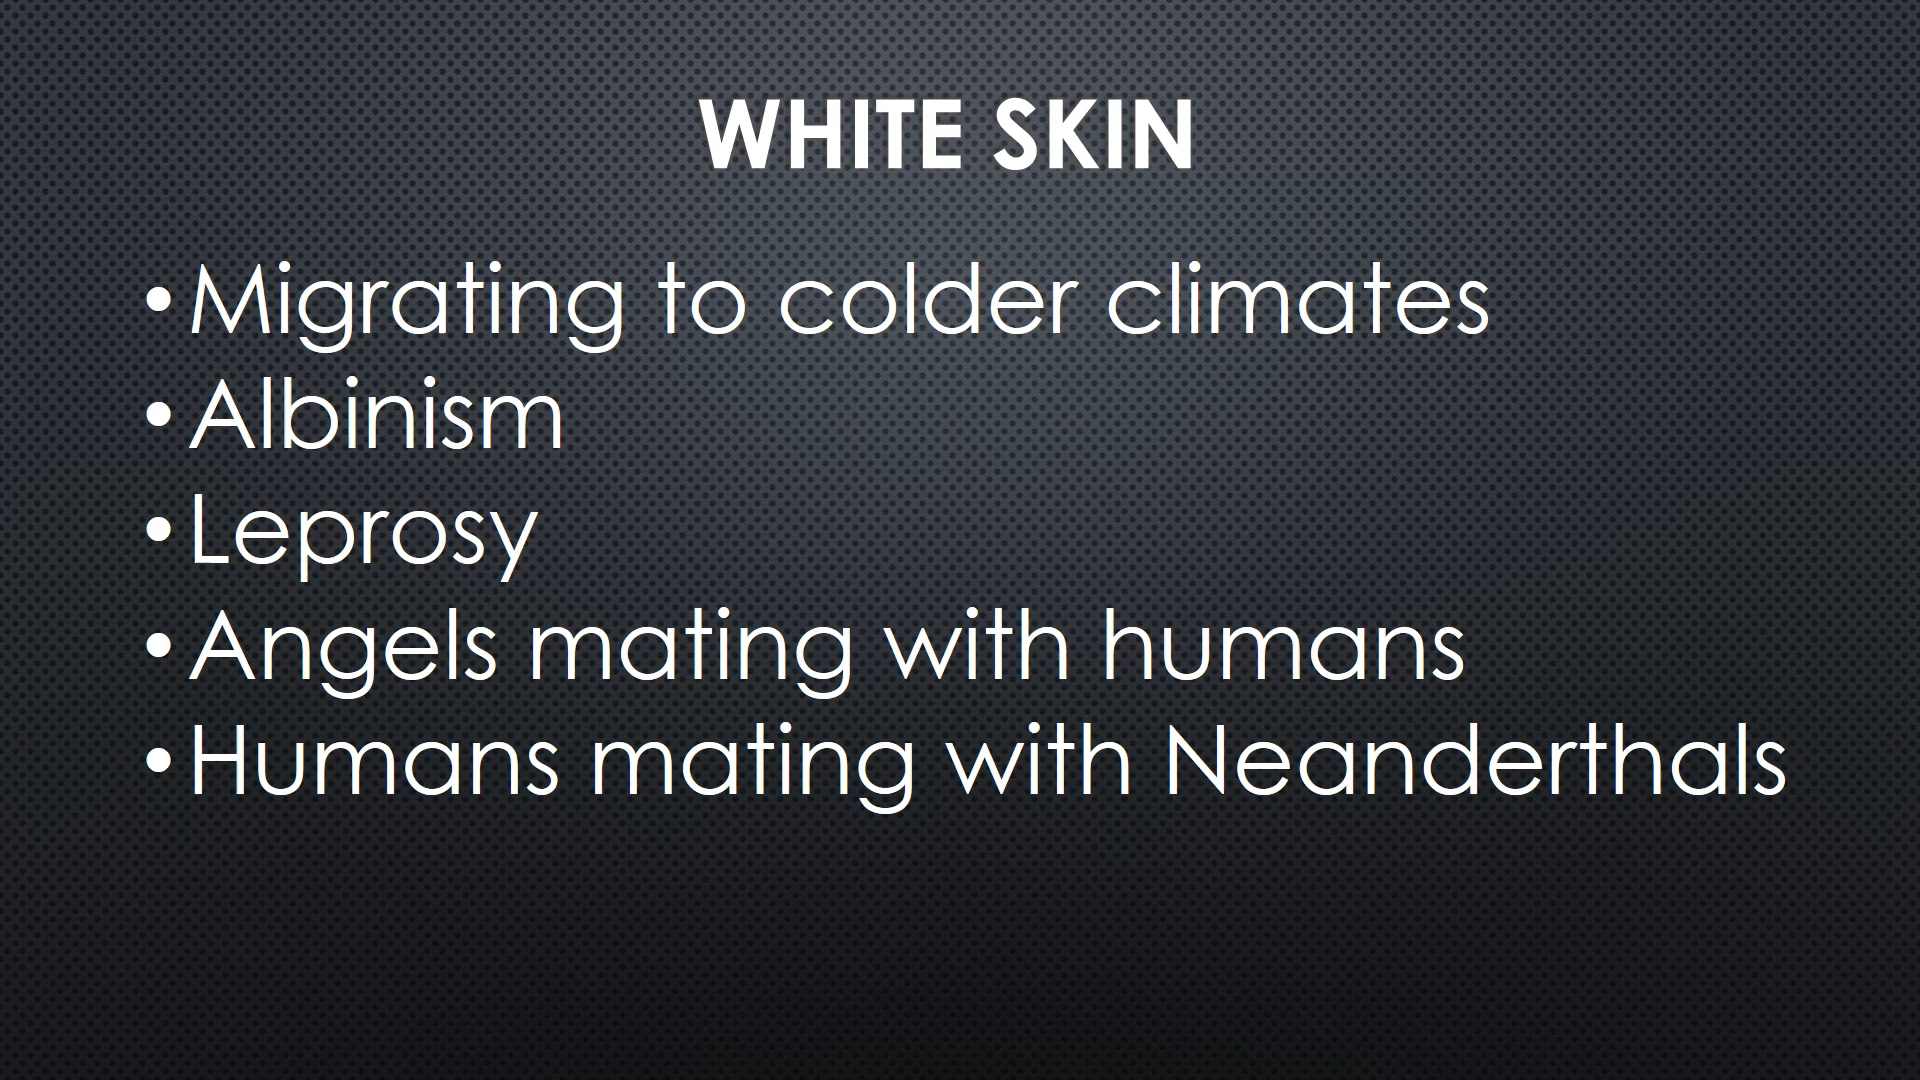 WHITE SKIN
• Migrating to colder climates
• Albinism
• Leprosy
• Angels mating with humans
• Humans mating with Neanderthals